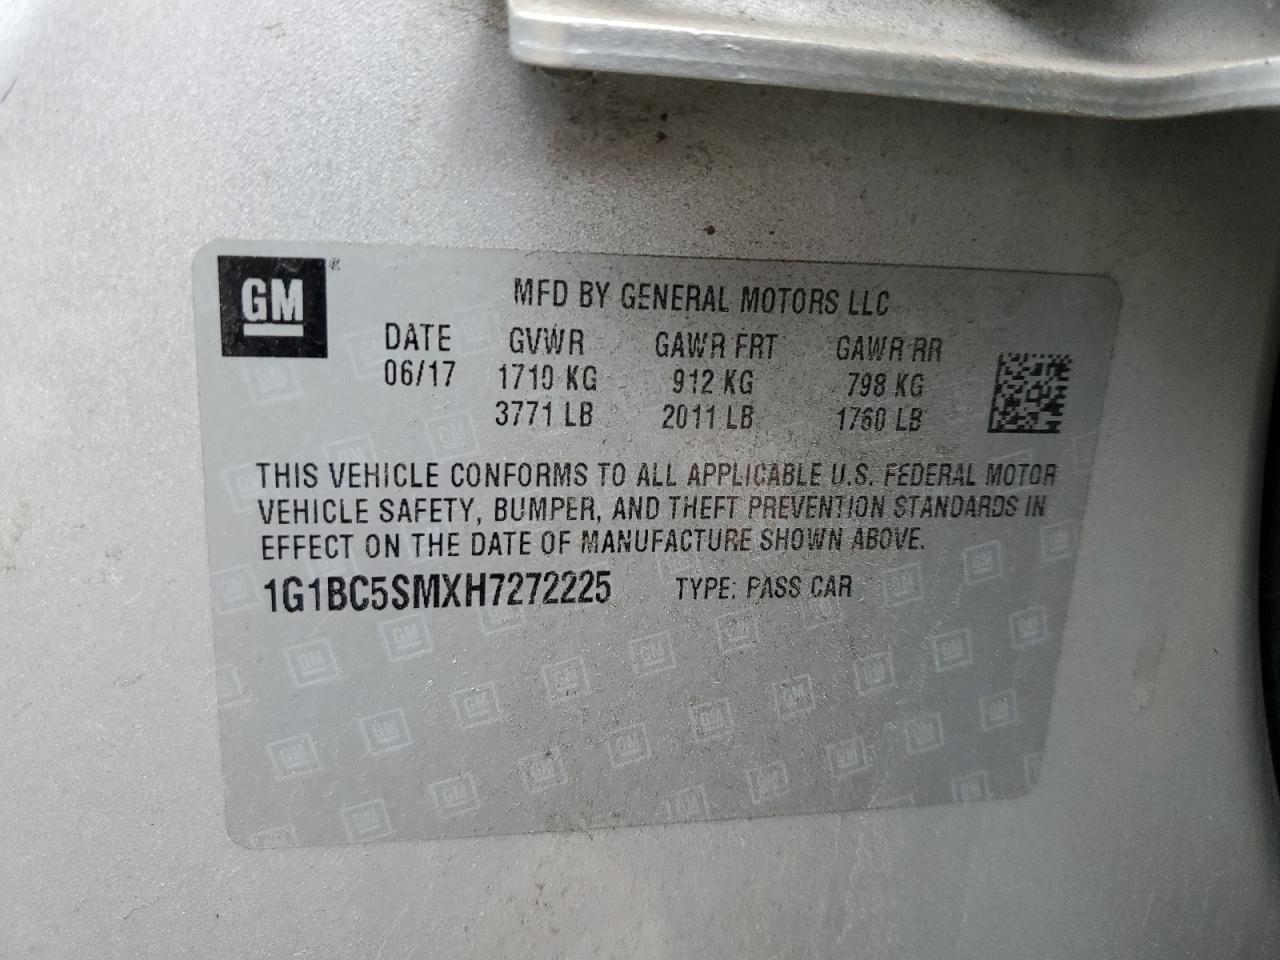 GM
MFD BY GENERAL MOTORS LLC
DATE GVWR GAWR FRT GAWR RR
06/17 1710 KG 912 KG 798 KG
3771 LB 2011 LB 1760 LB
THIS VEHICLE CONFORMS TO ALL APPLICABLE U.S. FEDERAL MOTOR
VEHICLE SAFETY, BUMPER, AND THEFT PREVENTION STANDARDS IN
EFFECT ON THE DATE OF MANUFACTURE SHOWN ABOVE.
1G1BC5SMXH7272225 TYPE: PASS CAR